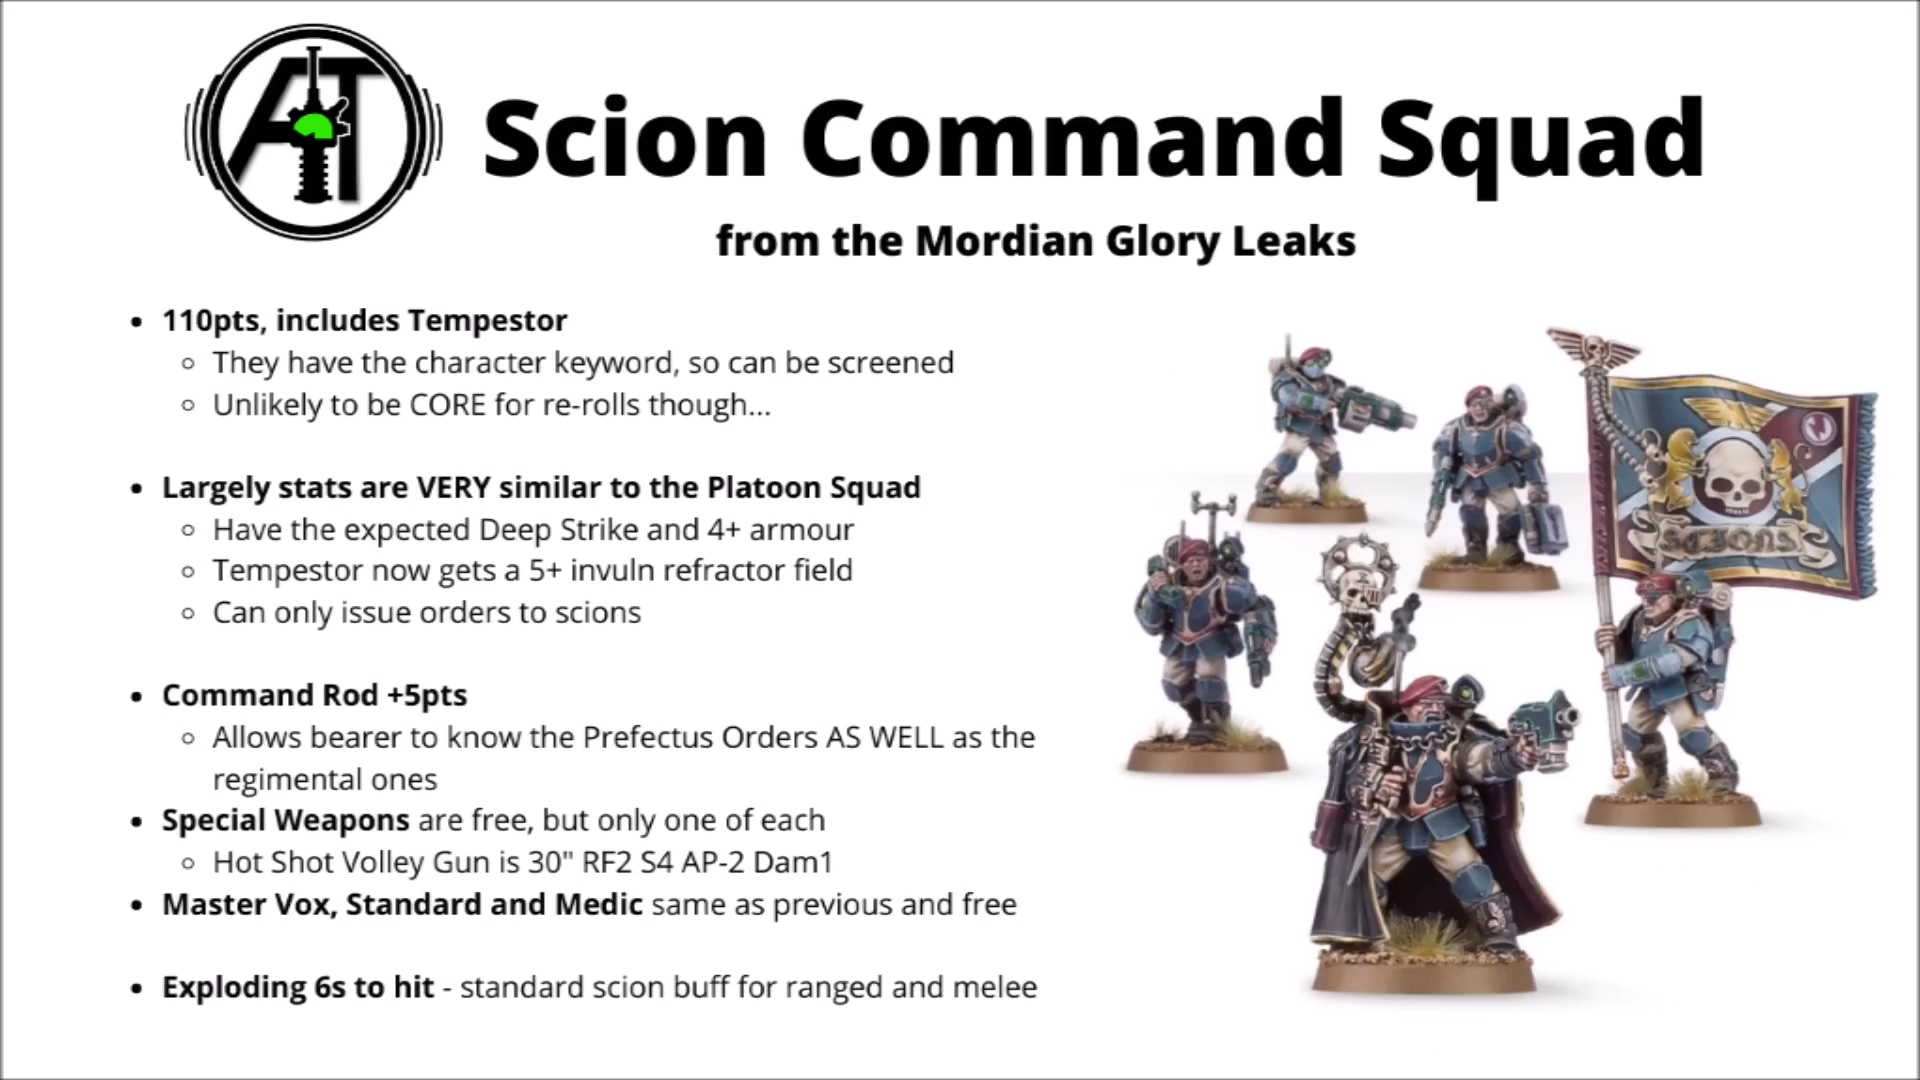 AT
Scion Command Squad
from the Mordian Glory Leaks
• 110pts, includes Tempestor
◦ They have the character keyword, so can be screened
◦ Unlikely to be CORE for re-rolls though...
• Largely stats are VERY similar to the Platoon Squad
◦ Have the expected Deep Strike and 4+ armour
◦ Tempestor now gets a 5+ invuln refractor field
◦ Can only issue orders to scions
• Command Rod +5pts
◦ Allows bearer to know the Prefectus Orders AS WELL as the
regimental ones
• Special Weapons are free, but only one of each
◦ Hot Shot Volley Gun is 30" RF2 S4 AP-2 Dam1
• Master Vox, Standard and Medic same as previous and free
• Exploding 6s to hit - standard scion buff for ranged and melee
SCIONS